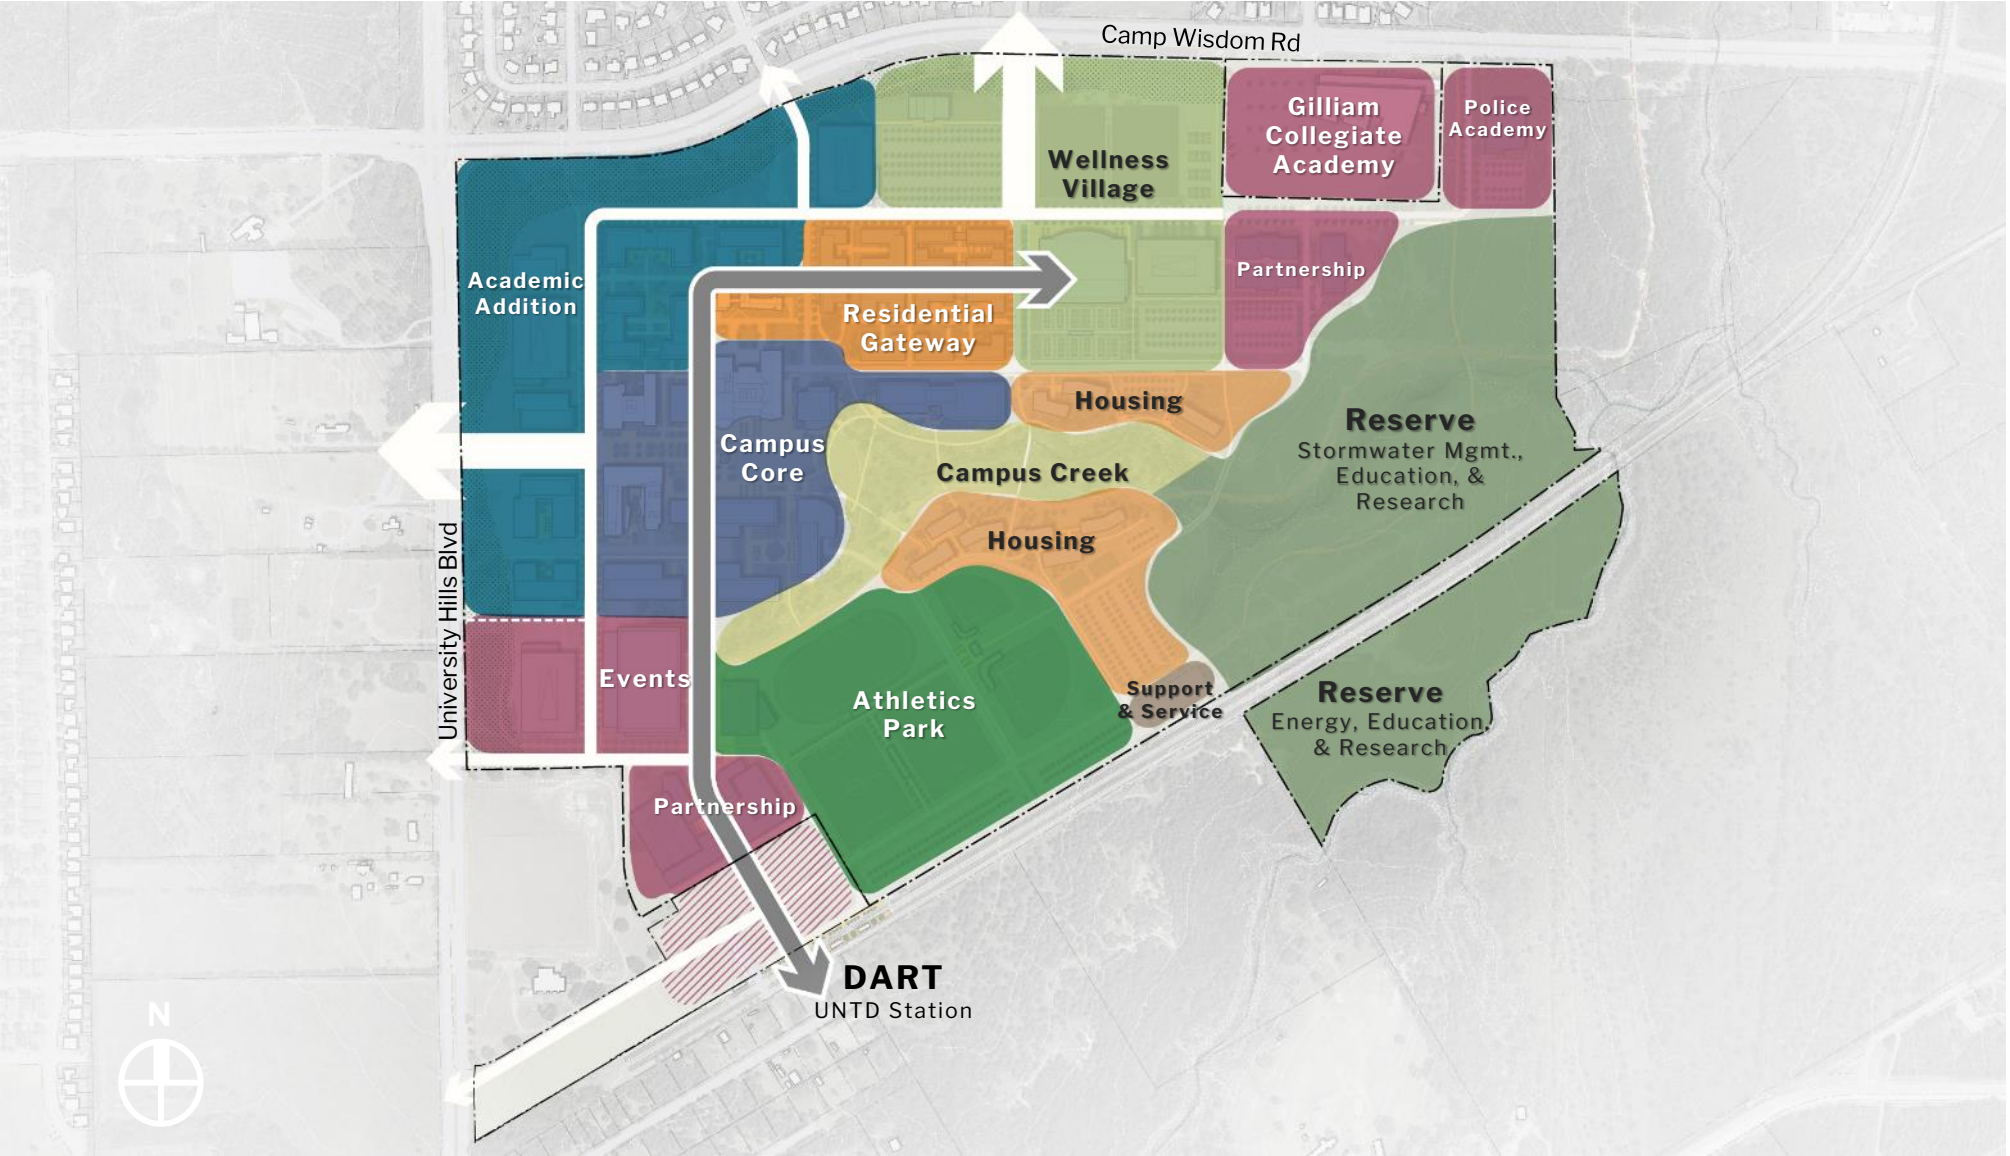 Camp Wisdom Rd
Gilliam
Collegiate
Academy
Police
Academy
Wellness
Village
Academic
Addition
Partnership
Residential
Gateway
Housing
Reserve
Stormwater Mgmt.,
Education, &
Research
Campus
Core
Campus Creek
Housing
University Hills Blvd
Events
Athletics
Park
Support
& Service
Reserve
Energy, Education,
& Research
Partnership
DART
UNTD Station
N